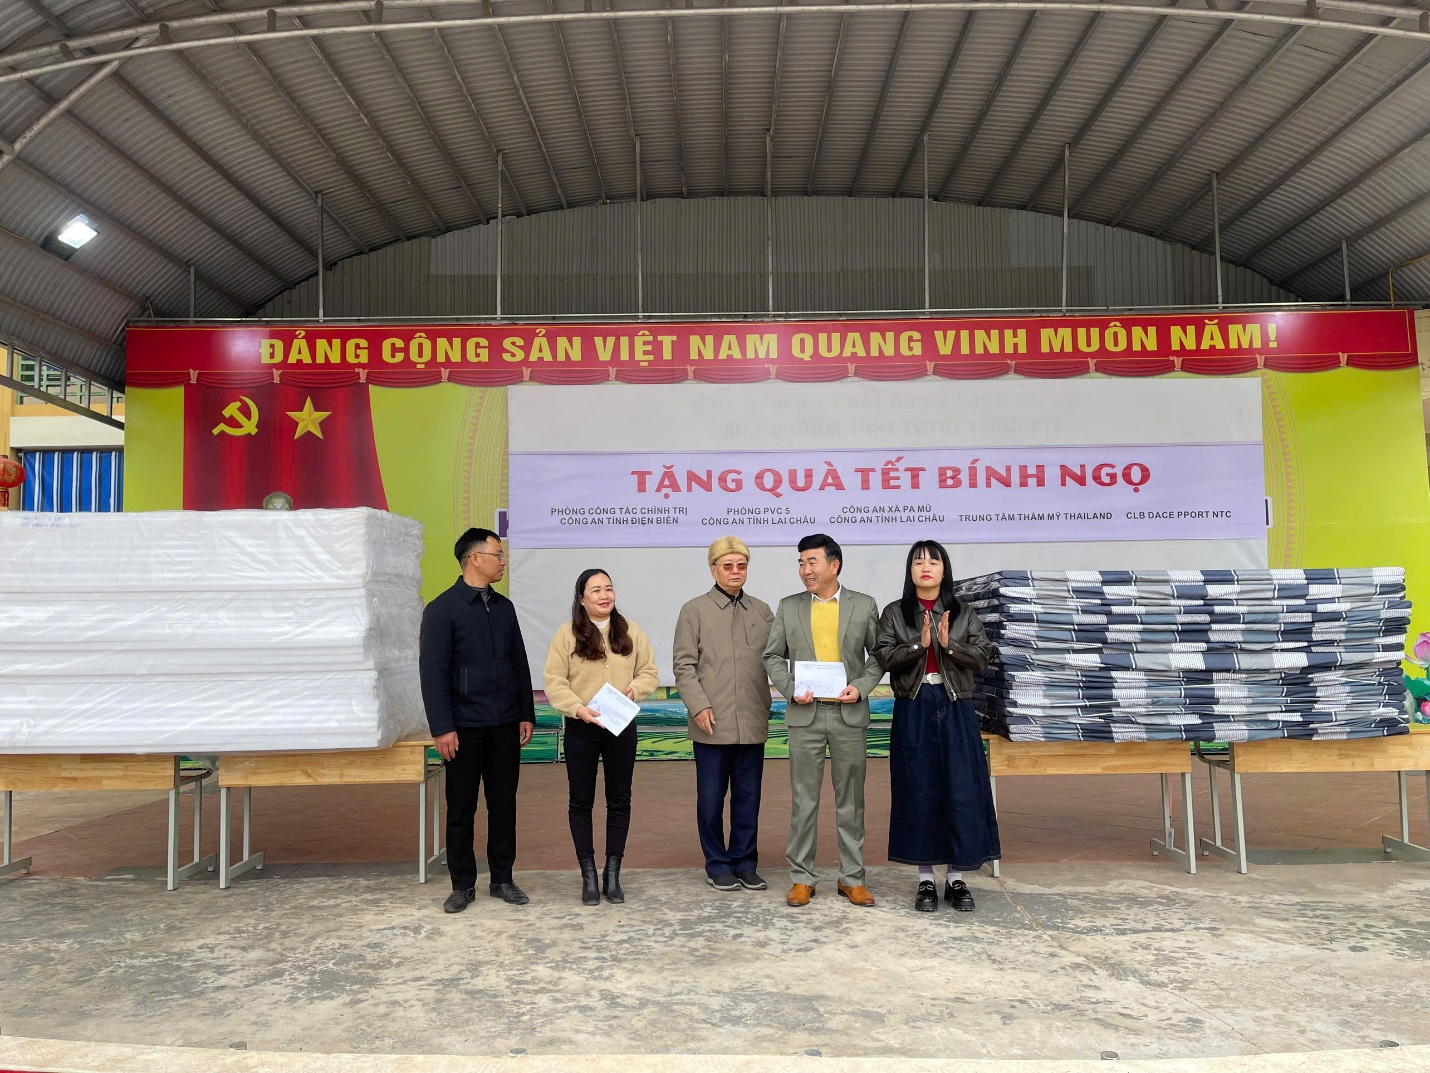 ĐẢNG CỘNG SẢN VIỆT NAM QUANG VINH MUÔN NĂM!
TẶNG QUÀ TẾT BÍNH NGỌ
PHÒNG CÔNG TÁC CHÍNH TRỊ
CÔNG AN TỈNH ĐIỆN BIÊN
PHÒNG PVC 5
CÔNG AN TỈNH LAI CHÂU
CÔNG AN XÃ PA MÙ
CÔNG AN TỈNH LAI CHÂU
TRUNG TÂM THẨM MỸ THAILAND
CLB DACE PPORT NTC